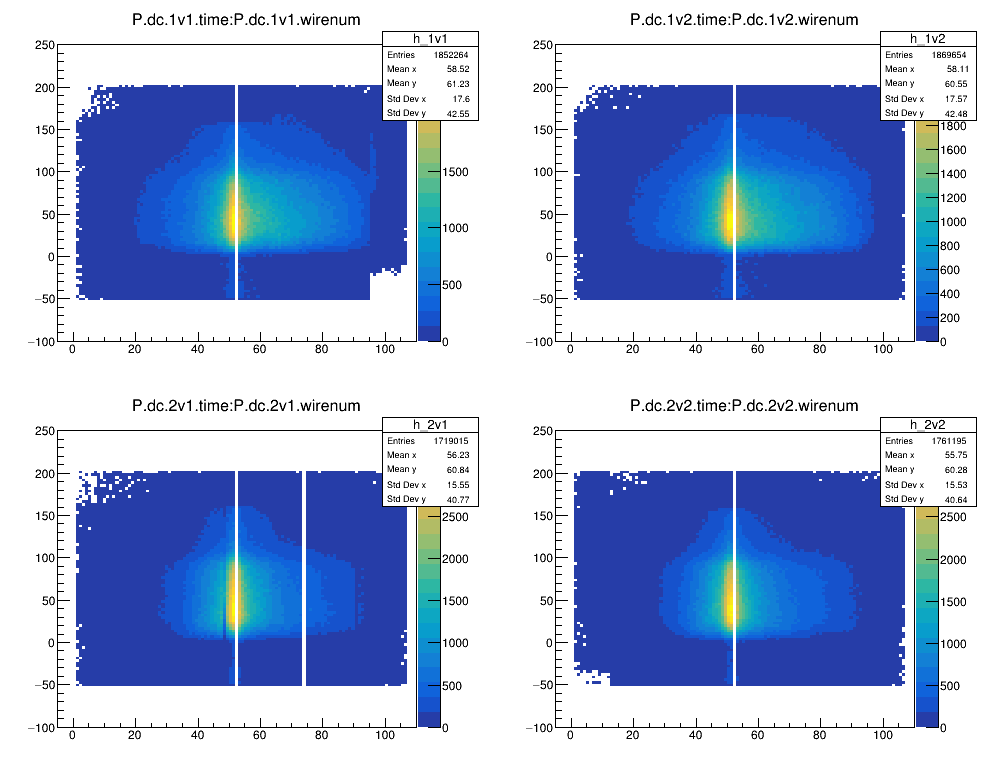 P.dc.1v1.time:P.dc.1v1.wirenum
h_1v1
Entries 1852264
Mean x 58.52
Mean y 61.23
Std Dev x 17.6
Std Dev y 42.55
250
200
150
100
50
0
−50
−100
0 20 40 60 80 100
1500
1000
500
0
P.dc.1v2.time:P.dc.1v2.wirenum
h_1v2
Entries 1869654
Mean x 58.11
Mean y 60.55
Std Dev x 17.57
Std Dev y 42.48
250
200
150
100
50
0
−50
−100
0 20 40 60 80 100
1800
1600
1400
1200
1000
800
600
400
200
0
P.dc.2v1.time:P.dc.2v1.wirenum
h_2v1
Entries 1719015
Mean x 56.23
Mean y 60.84
Std Dev x 15.55
Std Dev y 40.77
250
200
150
100
50
0
−50
−100
0 20 40 60 80 100
2500
2000
1500
1000
500
0
P.dc.2v2.time:P.dc.2v2.wirenum
h_2v2
Entries 1761195
Mean x 55.75
Mean y 60.28
Std Dev x 15.53
Std Dev y 40.64
250
200
150
100
50
0
−50
−100
0 20 40 60 80 100
2500
2000
1500
1000
500
0